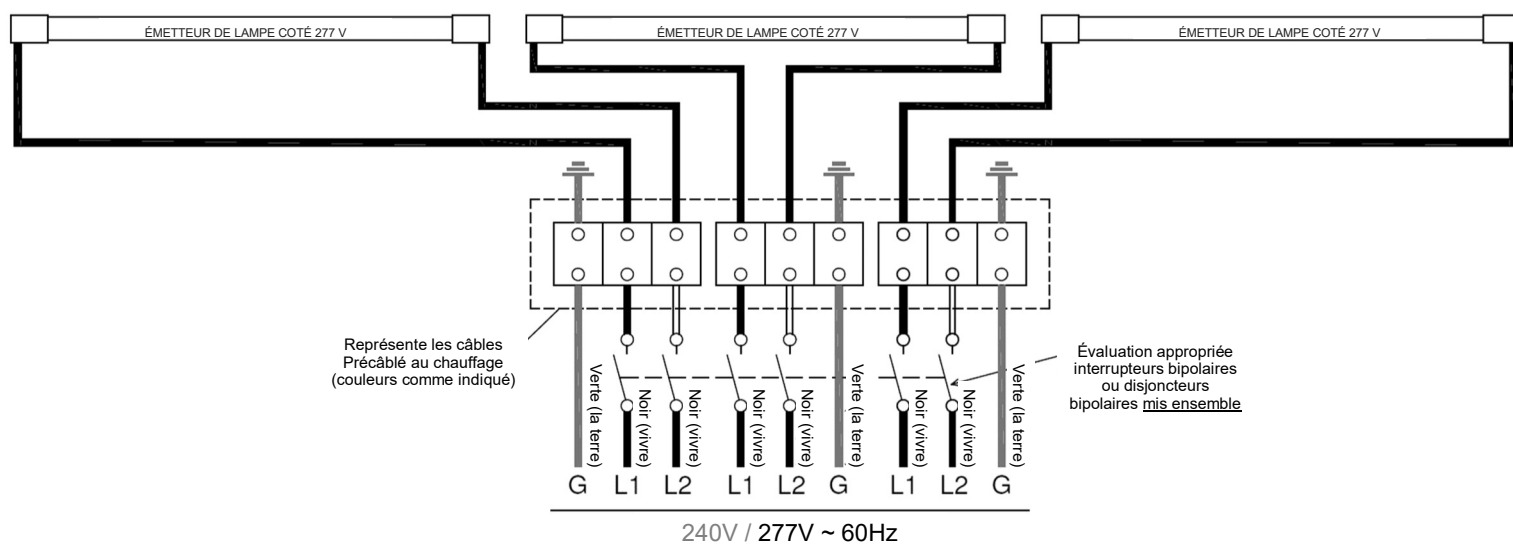 ÉMETTEUR DE LAMPE COTÉ 277 V
ÉMETTEUR DE LAMPE COTÉ 277 V
ÉMETTEUR DE LAMPE COTÉ 277 V
Représente les câbles
Précâblé au chauffage
(couleurs comme indiqué)
Verte (la terre)
Noir (vivre)
Noir (vivre)
Noir (vivre)
Noir (vivre)
Verte (la terre)
Noir (vivre)
Noir (vivre)
Verte (la terre)
Évaluation appropriée
interrupteurs bipolaires
ou disjoncteurs
bipolaires mis ensemble
G L1 L2 L1 L2 G L1 L2 G
240V / 277V ~ 60Hz